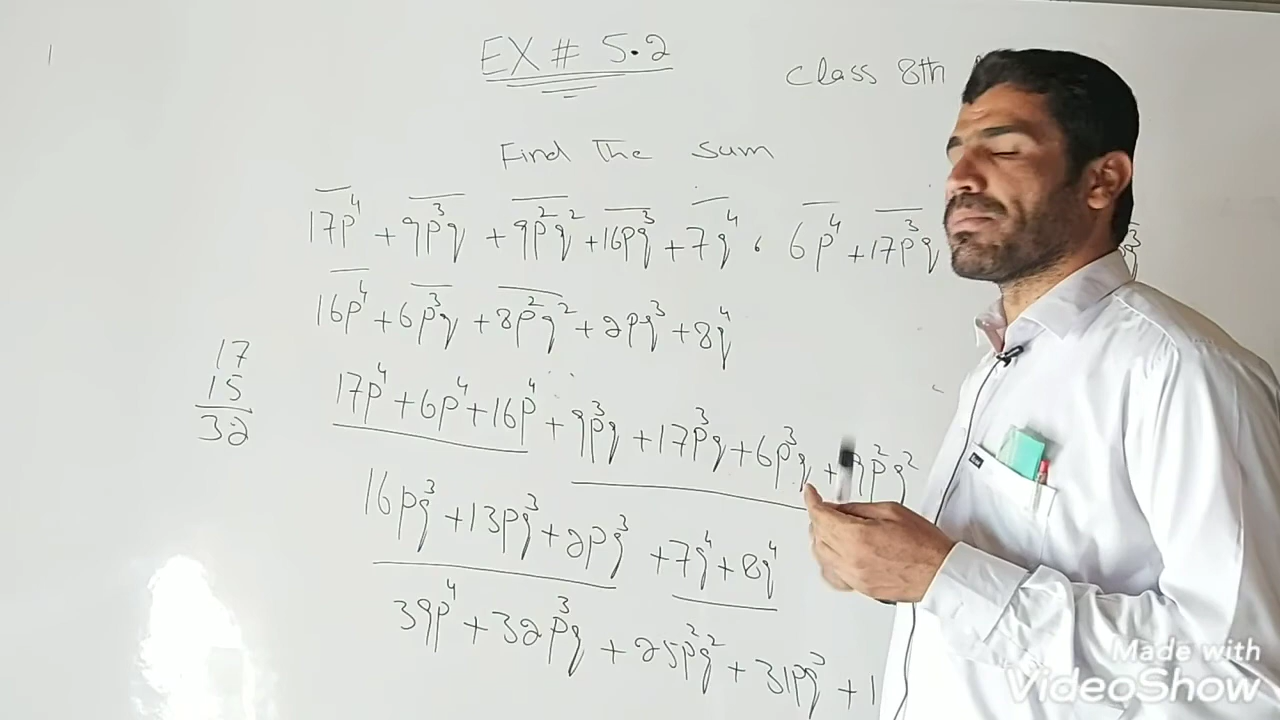 EX # 5.2
Class 8th
Find The sum
17p⁴ + 9p³q + 9p²q² + 16pq³ + 7q⁴ , 6p⁴ + 17p³q
16p⁴ + 6p³q + 8p²q² + 2pq³ + 8q⁴
17
15
32
17p⁴ + 6p⁴ + 16p⁴ + 9p³q + 17p³q + 6p³q + 9p²q²
16pq³ + 13pq³ + 2pq³ + 7q⁴ + 8q⁴
39p⁴ + 32p³q + 25p²q² + 31pq³ + 1
Made with
VideoShow